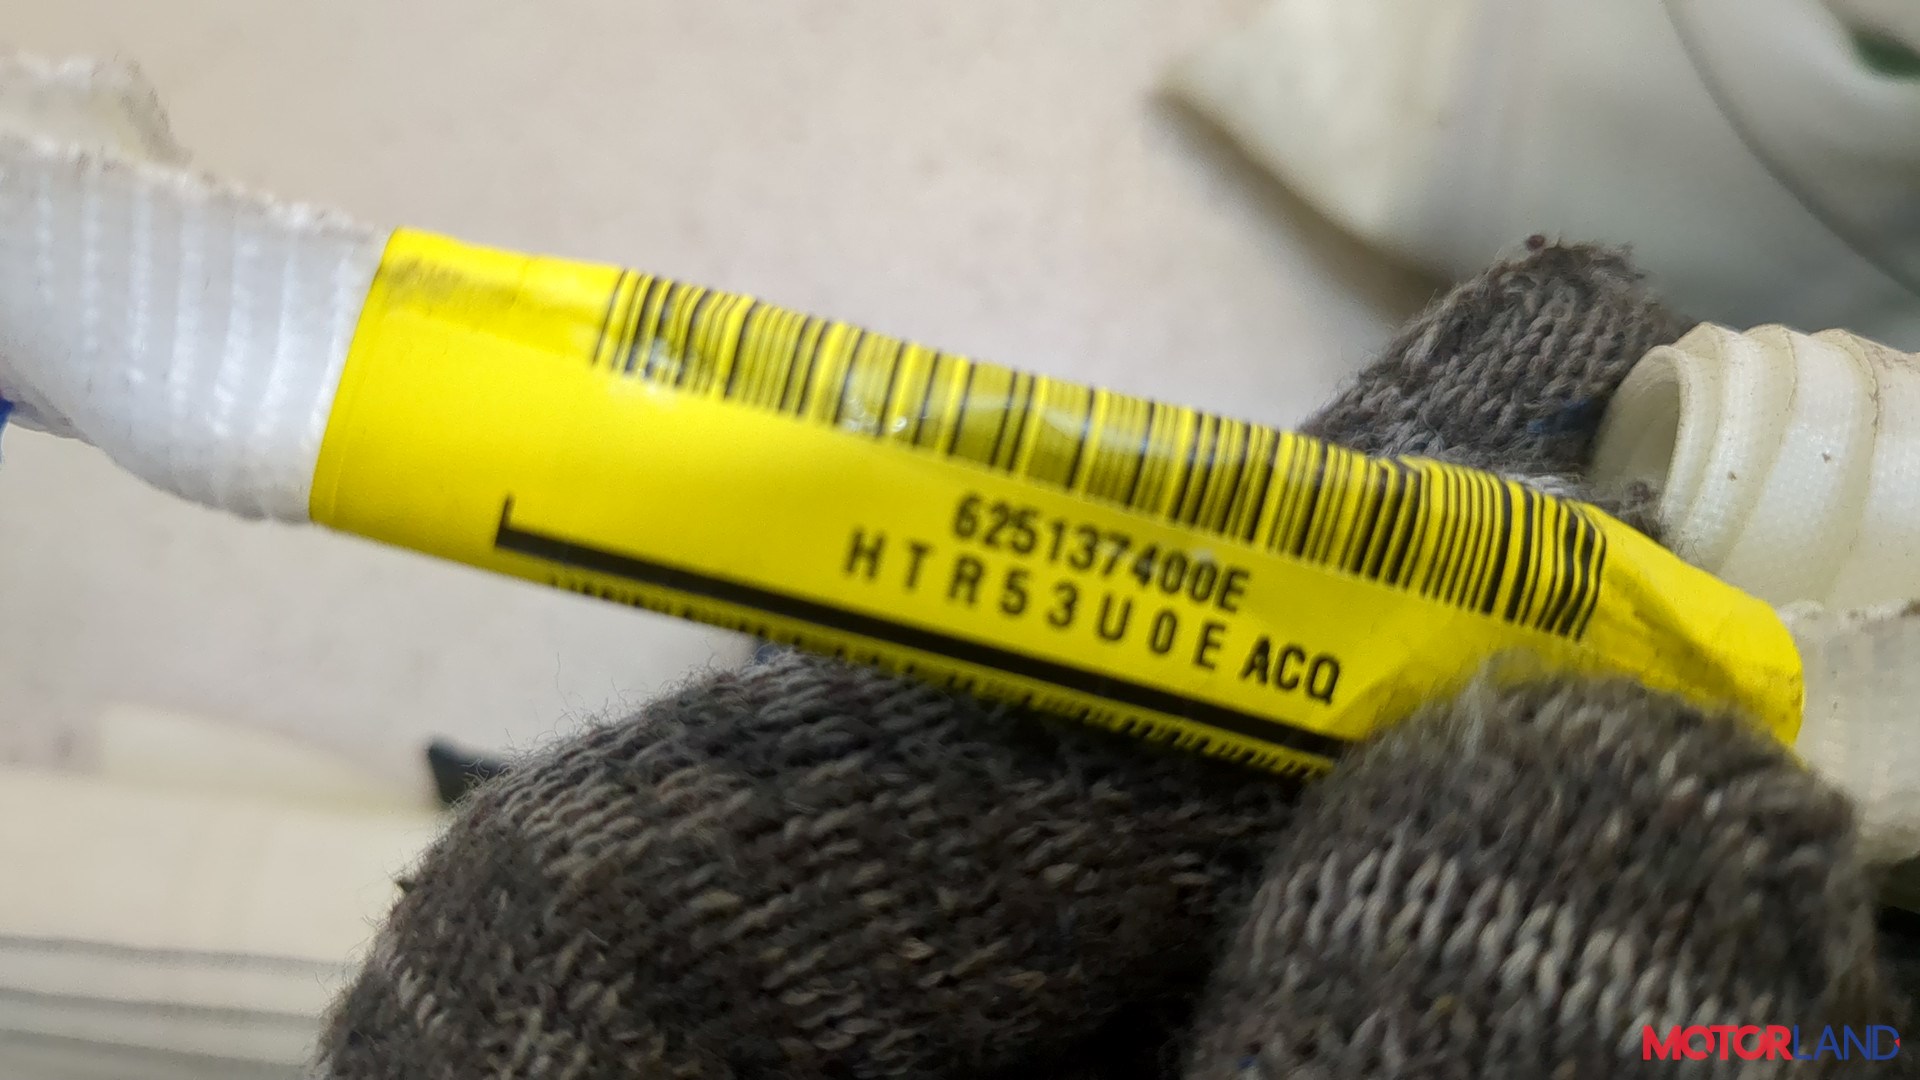 625137400E
HTR53U0E ACQ
MOTORLAND